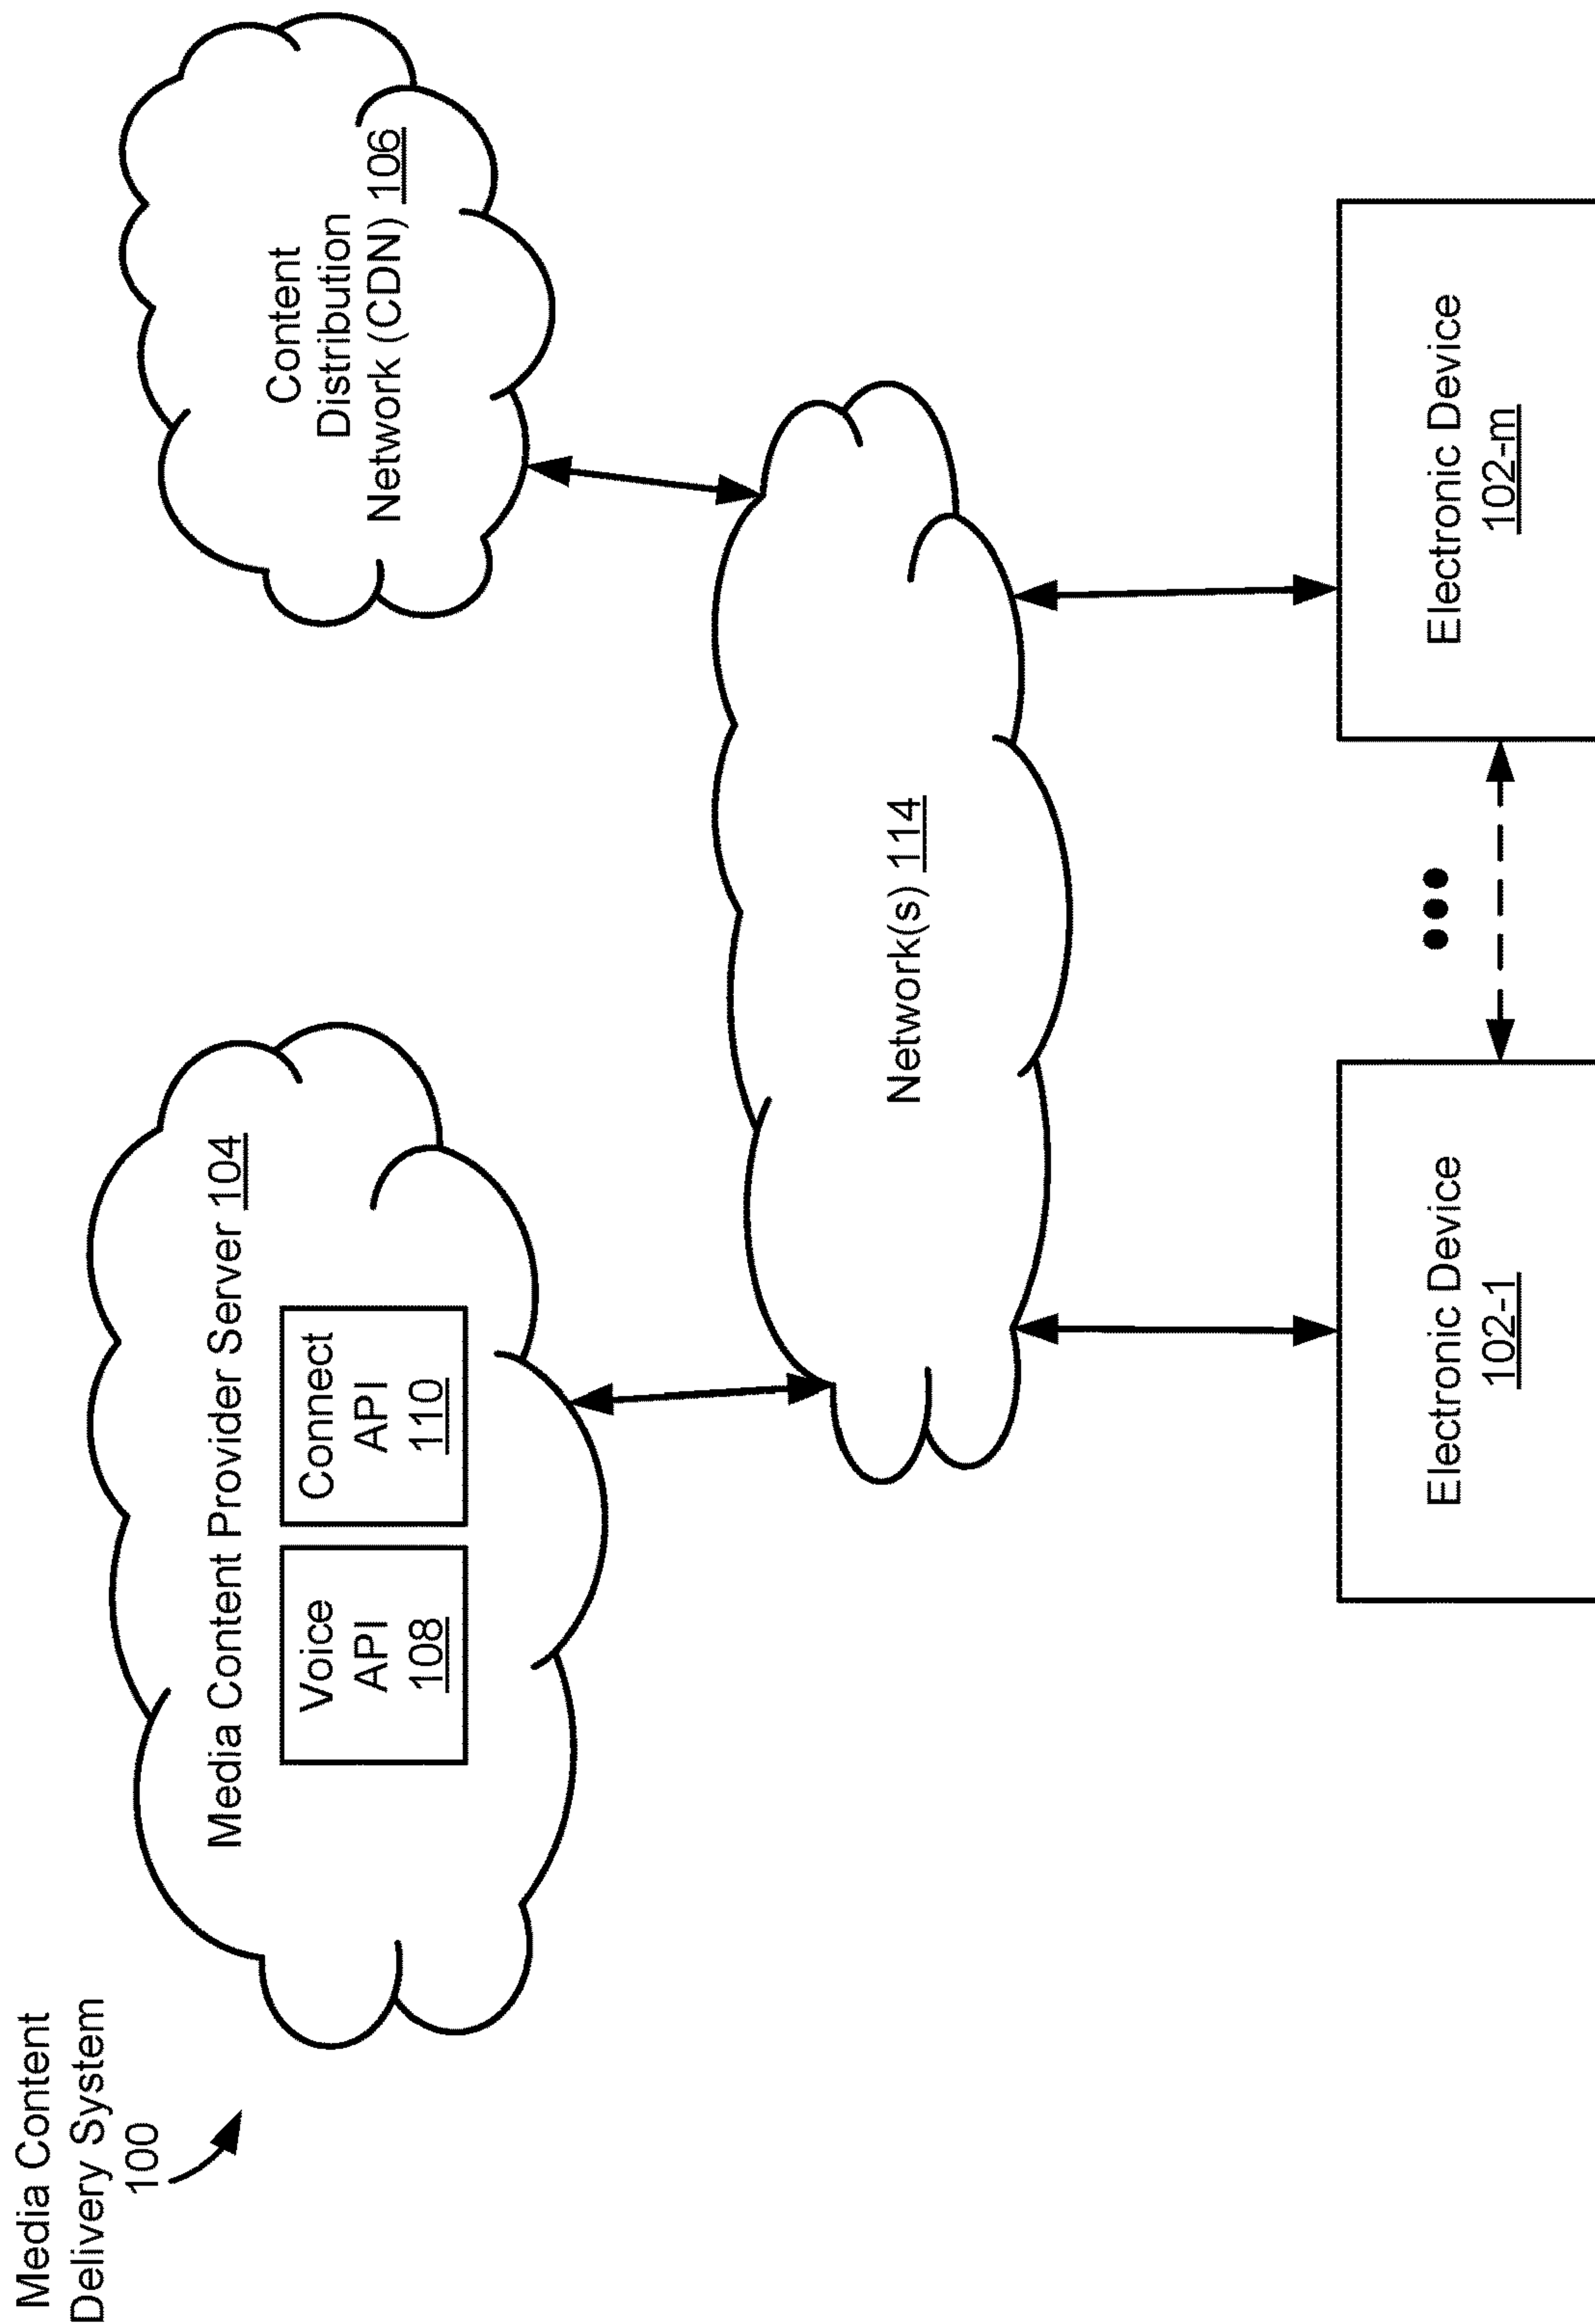 Media Content
Delivery System
100
Media Content Provider Server 104
Voice
API
108
Connect
API
110
Content
Distribution
Network (CDN) 106
Network(s) 114
Electronic Device
102-1
Electronic Device
102-m